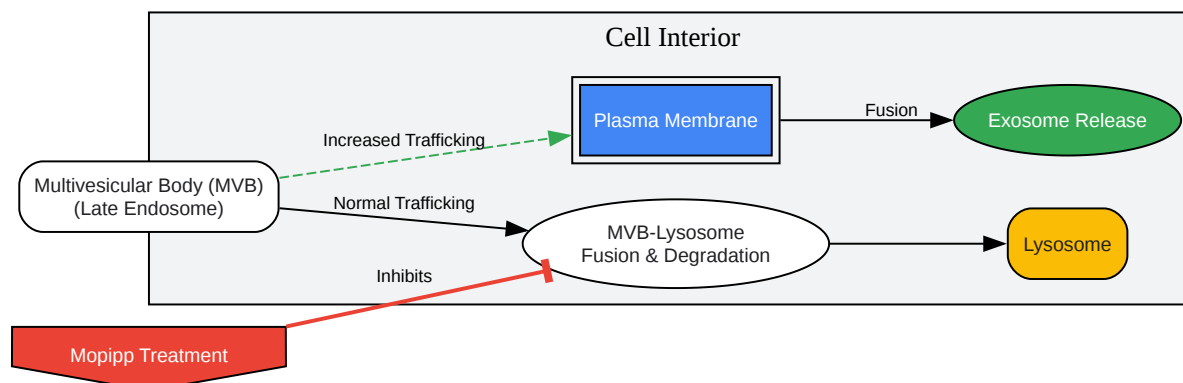 Cell Interior
Increased Trafficking
Plasma Membrane
Fusion
Exosome Release
Multivesicular Body (MVB)
(Late Endosome)
Normal Trafficking
MVB-Lysosome
Fusion & Degradation
Lysosome
Inhibits
Mopipp Treatment